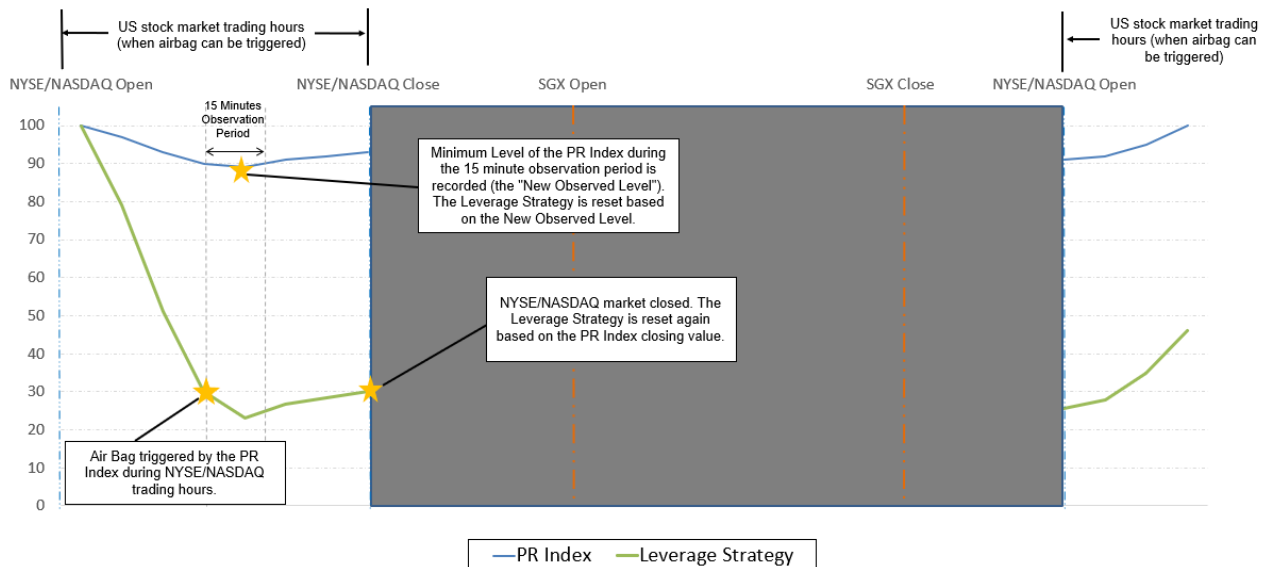 US stock market trading hours
(when airbag can be triggered)
US stock market trading
hours (when airbag can
be triggered)
NYSE/NASDAQ Open
NYSE/NASDAQ Close
SGX Open
SGX Close
NYSE/NASDAQ Open
15 Minutes
Observation
Period
100
90
80
70
60
50
40
30
20
10
0
Minimum Level of the PR Index during
the 15 minute observation period is
recorded (the "New Observed Level").
The Leverage Strategy is reset based
on the New Observed Level.
NYSE/NASDAQ market closed. The
Leverage Strategy is reset again
based on the PR Index closing value.
Air Bag triggered by the PR
Index during NYSE/NASDAQ
trading hours.
PR Index
Leverage Strategy